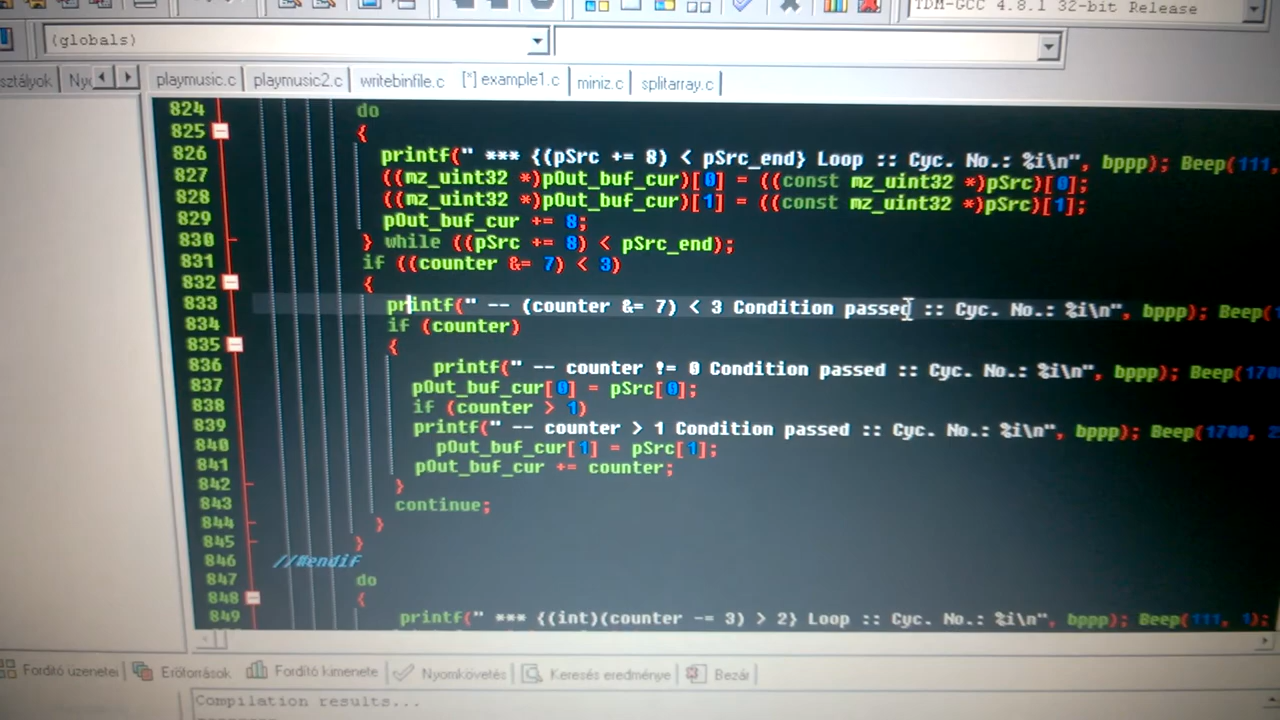 TDM-GCC 4.8.1 32-bit Release
(globals)
playmusic.c playmusic2.c writebinfile.c [*] example1.c miniz.c splitarray.c
824 do
825 {
826 printf(" *** {(pSrc += 8) < pSrc_end} Loop :: Cyc. No.: %i\n", bppp); Beep(111,
827 ((mz_uint32 *)pOut_buf_cur)[0] = ((const mz_uint32 *)pSrc)[0];
828 ((mz_uint32 *)pOut_buf_cur)[1] = ((const mz_uint32 *)pSrc)[1];
829 pOut_buf_cur += 8;
830 } while ((pSrc += 8) < pSrc_end);
831 if ((counter &= 7) < 3)
832 {
833 printf(" -- (counter &= 7) < 3 Condition passed :: Cyc. No.: %i\n", bppp); Beep(
834 if (counter)
835 {
836 printf(" -- counter != 0 Condition passed :: Cyc. No.: %i\n", bppp); Beep(1700
837 pOut_buf_cur[0] = pSrc[0];
838 if (counter > 1)
839 printf(" -- counter > 1 Condition passed :: Cyc. No.: %i\n", bppp); Beep(1700,
840 pOut_buf_cur[1] = pSrc[1];
841 pOut_buf_cur += counter;
842 }
843 continue;
844 }
845 }
846 //#endif
847 do
848 {
849 printf(" *** {(int)(counter -= 3) > 2} Loop :: Cyc. No.: %i\n", bppp); Beep(111, 1);
Fordító üzenetei Erőforrások Fordító kimenete Nyomkövetés Keresés eredménye Bezár
Compilation results...